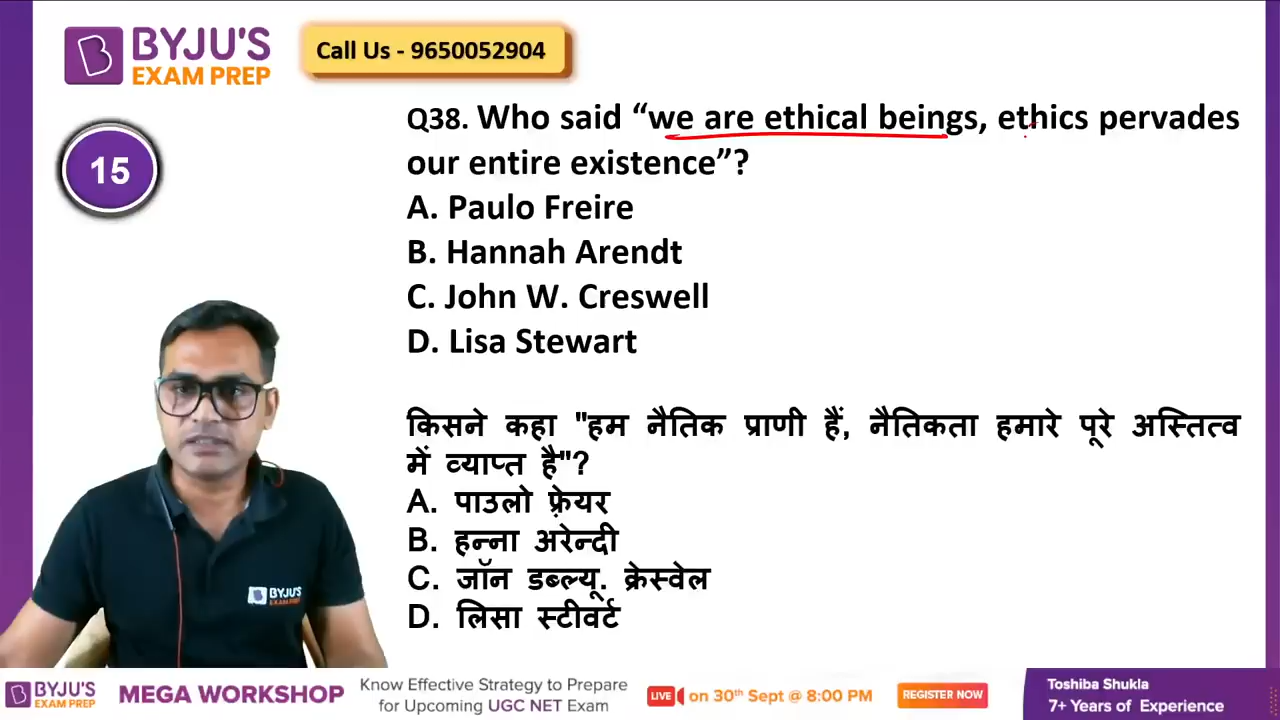 BYJU'S
EXAM PREP
Call Us - 9650052904
15
Q38. Who said “we are ethical beings, ethics pervades
our entire existence”?
A. Paulo Freire
B. Hannah Arendt
C. John W. Creswell
D. Lisa Stewart
किसने कहा "हम नैतिक प्राणी हैं, नैतिकता हमारे पूरे अस्तित्व
में व्याप्त है"?
A. पाउलो फ़्रेयर
B. हन्ना अरेन्दी
C. जॉन डब्ल्यू. क्रेस्वेल
D. लिसा स्टीवर्ट
BYJU'S
EXAM PREP
BYJU'S
EXAM PREP
MEGA WORKSHOP
Know Effective Strategy to Prepare
for Upcoming UGC NET Exam
LIVE
on 30th Sept @ 8:00 PM
REGISTER NOW
Toshiba Shukla
7+ Years of Experience